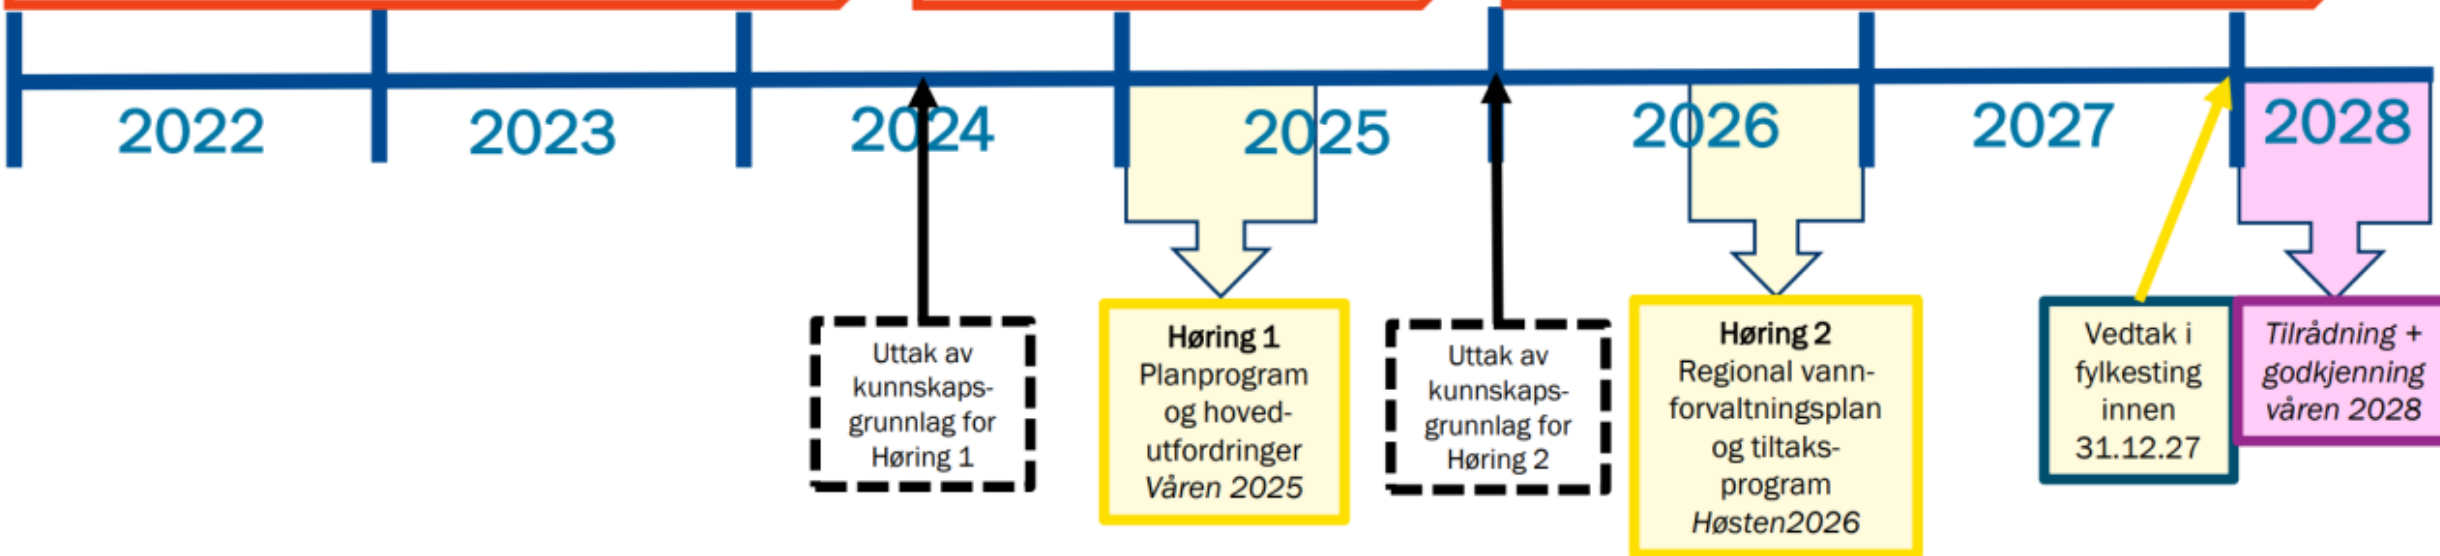 2022
2023
2024
2025
2026
2027
2028
Uttak av
kunnskaps-
grunnlag for
Høring 1
Høring 1
Planprogram
og hoved-
utfordringer
Våren 2025
Uttak av
kunnskaps-
grunnlag for
Høring 2
Høring 2
Regional vann-
forvaltningsplan
og tiltaks-
program
Høsten2026
Vedtak i
fylkesting
innen
31.12.27
Tilrådning +
godkjenning
våren 2028